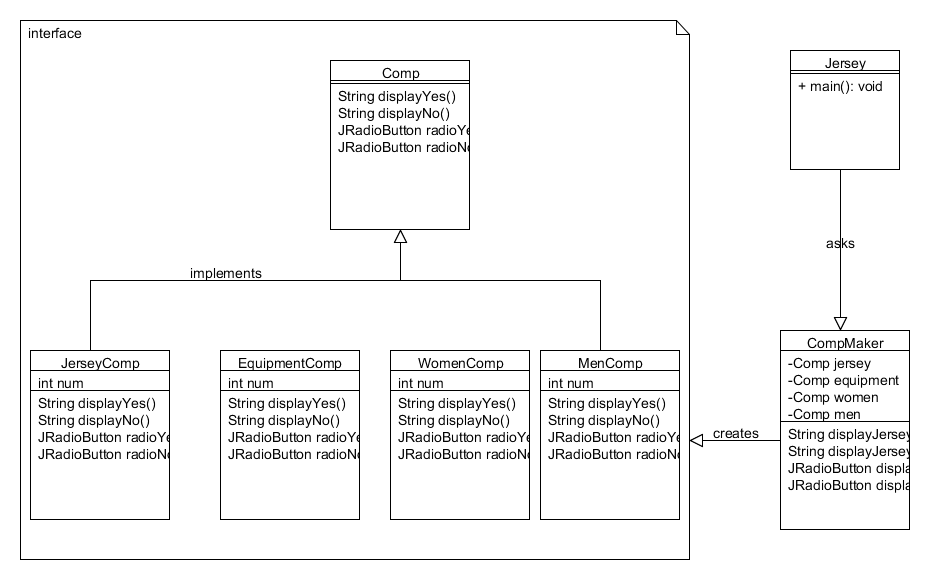 interface
Comp
String displayYes()
String displayNo()
JRadioButton radioYe
JRadioButton radioNo
implements
JerseyComp
int num
String displayYes()
String displayNo()
JRadioButton radioYe
JRadioButton radioNo
EquipmentComp
int num
String displayYes()
String displayNo()
JRadioButton radioYe
JRadioButton radioNo
WomenComp
int num
String displayYes()
String displayNo()
JRadioButton radioYe
JRadioButton radioNo
MenComp
int num
String displayYes()
String displayNo()
JRadioButton radioYe
JRadioButton radioNo
Jersey
+ main(): void
asks
CompMaker
-Comp jersey
-Comp equipment
-Comp women
-Comp men
String displayJersey
String displayJersey
JRadioButton displa
JRadioButton displa
creates